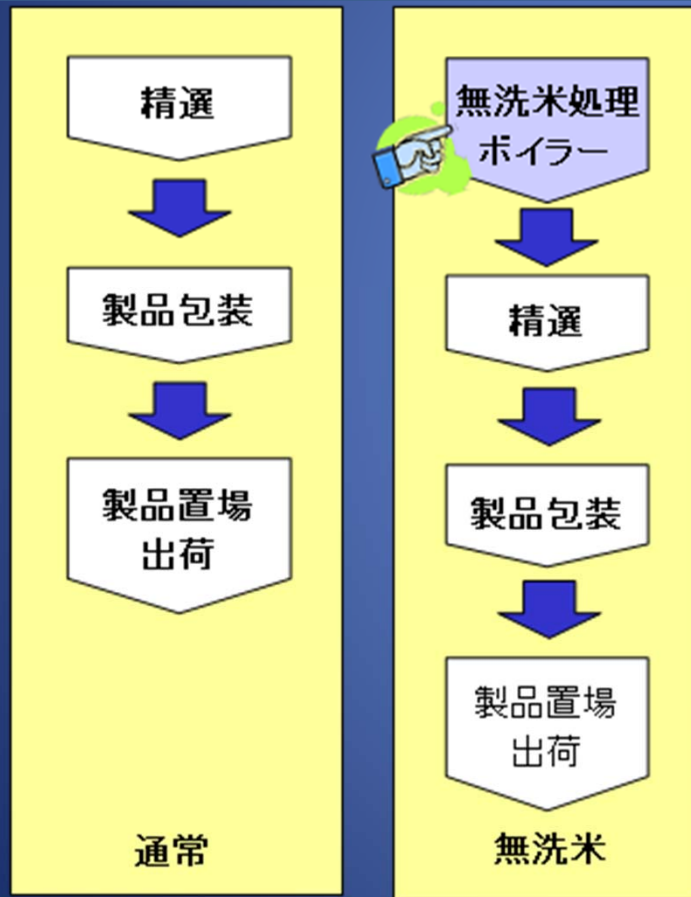 精選
製品包装
製品置場
出荷
通常
無洗米処理
ボイラー
精選
製品包装
製品置場
出荷
無洗米